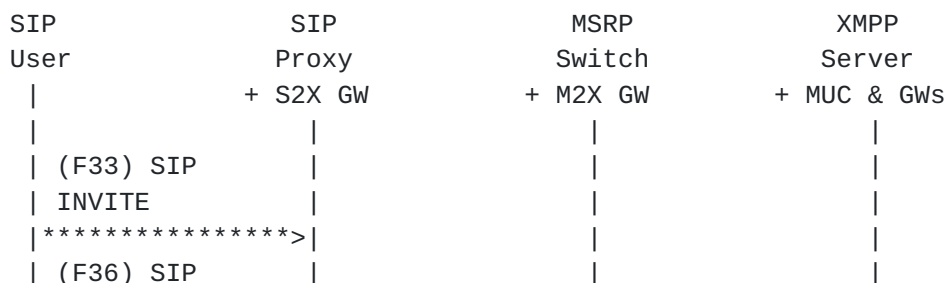 SIP              SIP               MSRP              XMPP
User            Proxy             Switch            Server
 |            + S2X GW          + M2X GW        + MUC & GWs
 |                 |                 |                 |
 | (F33) SIP       |                 |                 |
 | INVITE          |                 |                 |
 |****************>|                 |                 |
 | (F36) SIP       |                 |                 |